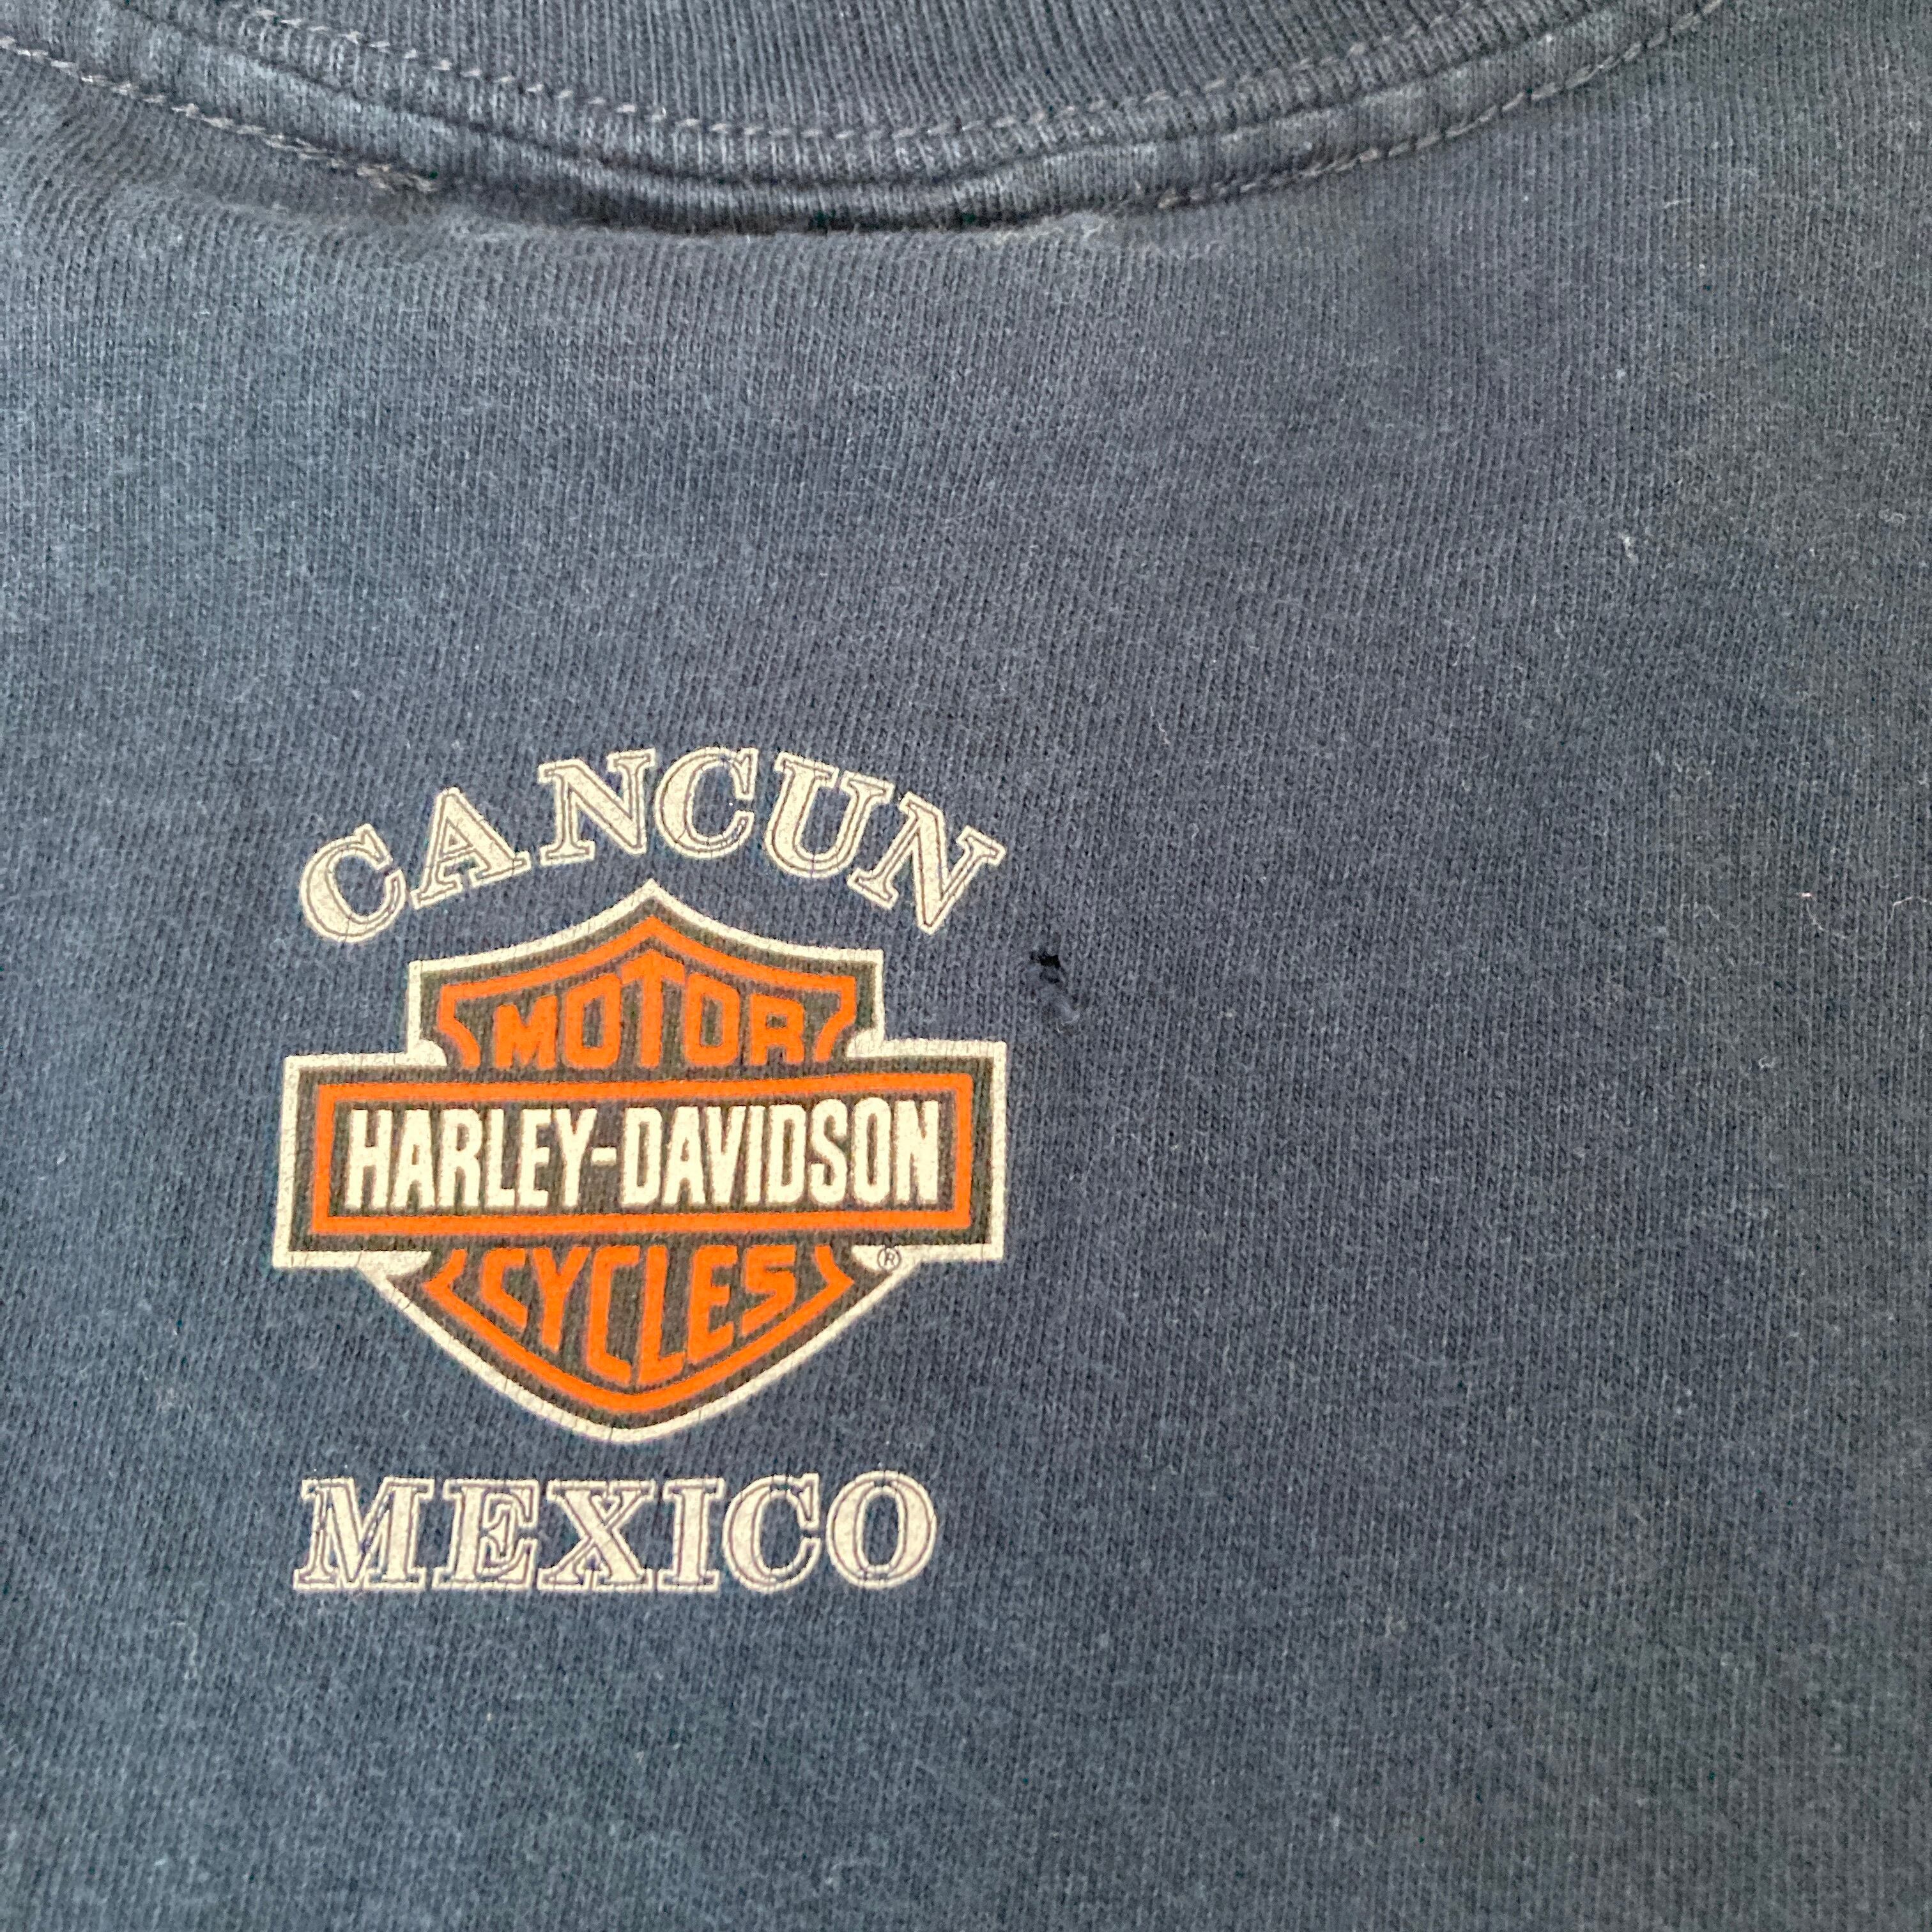 CANCUN
MOTOR
HARLEY-DAVIDSON
CYCLES
®
MEXICO